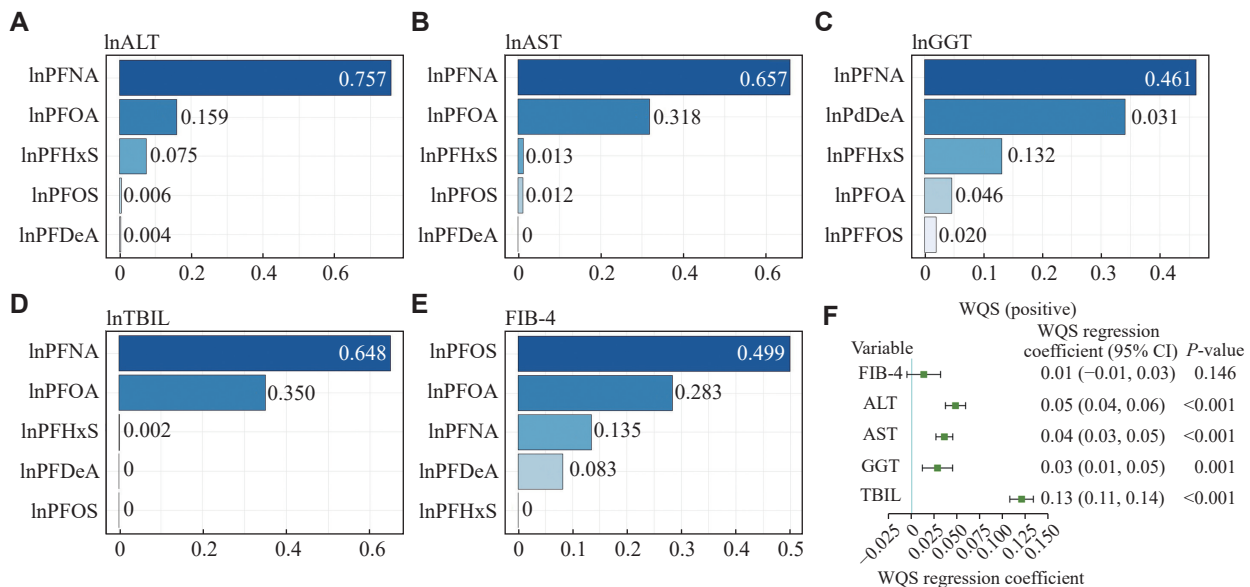 A
lnALT
lnPFNA 0.757
lnPFOA 0.159
lnPFHxS 0.075
lnPFOS 0.006
lnPFDeA 0.004
0 0.2 0.4 0.6
B
lnAST
lnPFNA 0.657
lnPFOA 0.318
lnPFHxS 0.013
lnPFOS 0.012
lnPFDeA 0
0 0.2 0.4 0.6
C
lnGGT
lnPFNA 0.461
lnPdDeA 0.031
lnPFHxS 0.132
lnPFOA 0.046
lnPFFOS 0.020
0 0.1 0.2 0.3 0.4
D
lnTBIL
lnPFNA 0.648
lnPFOA 0.350
lnPFHxS 0.002
lnPFDeA 0
lnPFOS 0
0 0.2 0.4 0.6
E
FIB-4
lnPFOS 0.499
lnPFOA 0.283
lnPFNA 0.135
lnPFDeA 0.083
lnPFHxS 0
0 0.1 0.2 0.3 0.4 0.5
F
WQS (positive)
WQS regression
Variable coefficient (95% CI) P-value
FIB-4 0.01 (−0.01, 0.03) 0.146
ALT 0.05 (0.04, 0.06) <0.001
AST 0.04 (0.03, 0.05) <0.001
GGT 0.03 (0.01, 0.05) 0.001
TBIL 0.13 (0.11, 0.14) <0.001
−0.025 0 0.025 0.050 0.075 0.100 0.125 0.150
WQS regression coefficient